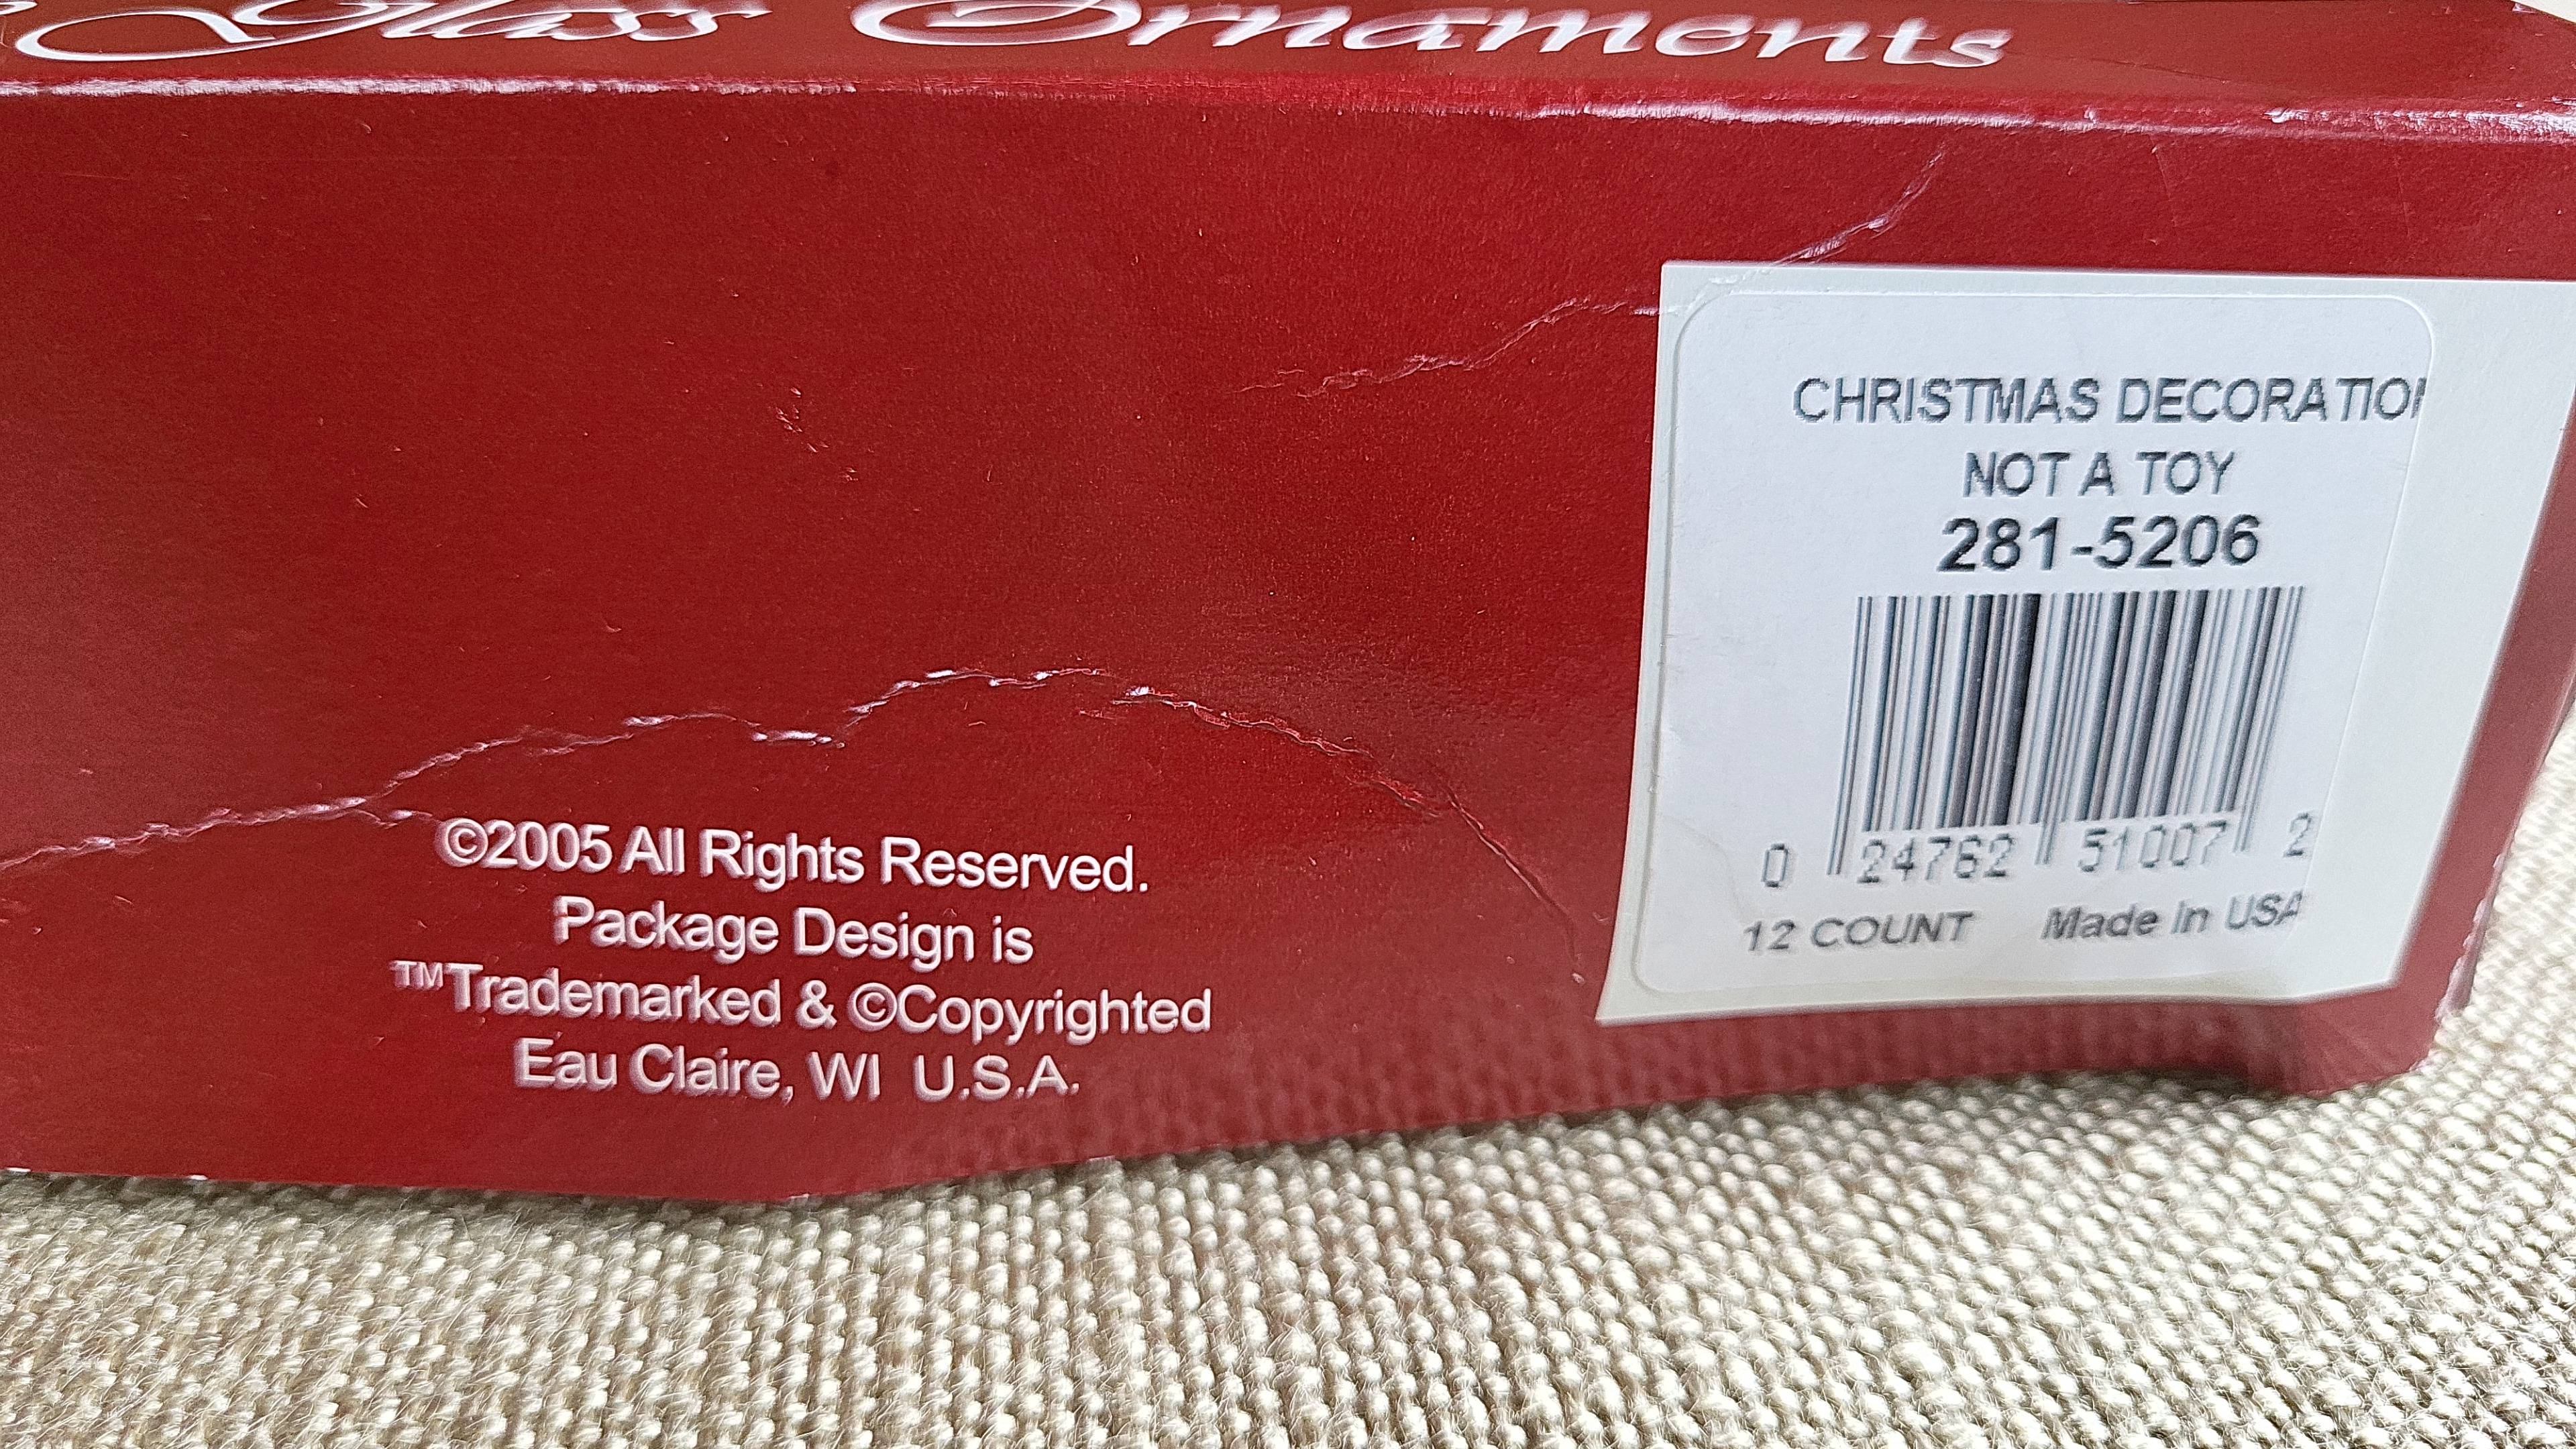 Glass Ornaments
CHRISTMAS DECORATIO
NOT A TOY
281-5206
0 24762 51007 2
12 COUNT Made In USA
©2005 All Rights Reserved.
Package Design is
™Trademarked & ©Copyrighted
Eau Claire, WI U.S.A.